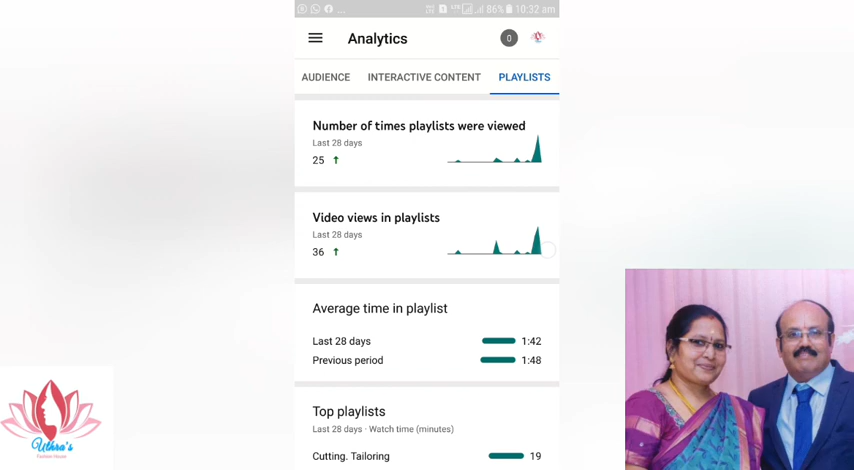 86% 10:32 am
Analytics
0
AUDIENCE INTERACTIVE CONTENT PLAYLISTS
Number of times playlists were viewed
Last 28 days
25
Video views in playlists
Last 28 days
36
Average time in playlist
Last 28 days 1:42
Previous period 1:48
Top playlists
Last 28 days · Watch time (minutes)
Cutting. Tailoring 19
Uthra's
Fashion House